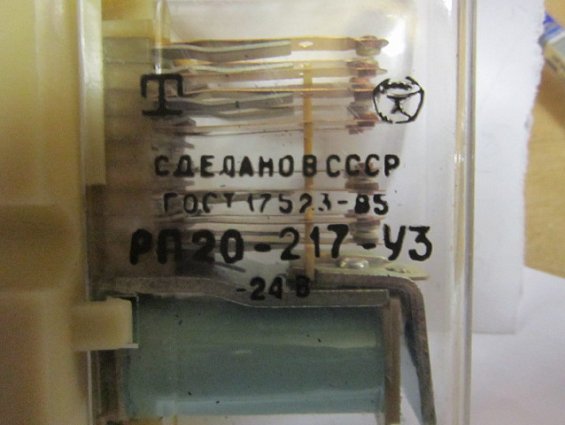 Т
СДЕЛАНО В СССР
ГОСТ 17523-85
РП20-217-У3
-24 В